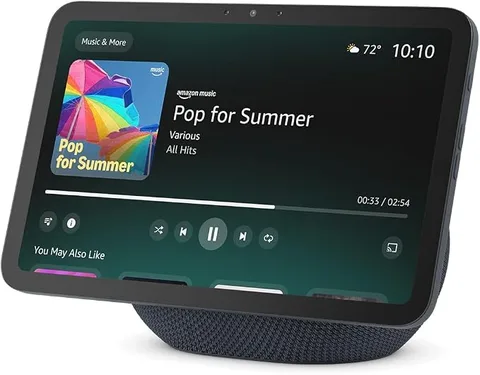 Music & More
72°
10:10
music
Pop
for Summer
amazon music
Pop for Summer
Various
All Hits
00:33 / 02:54
You May Also Like